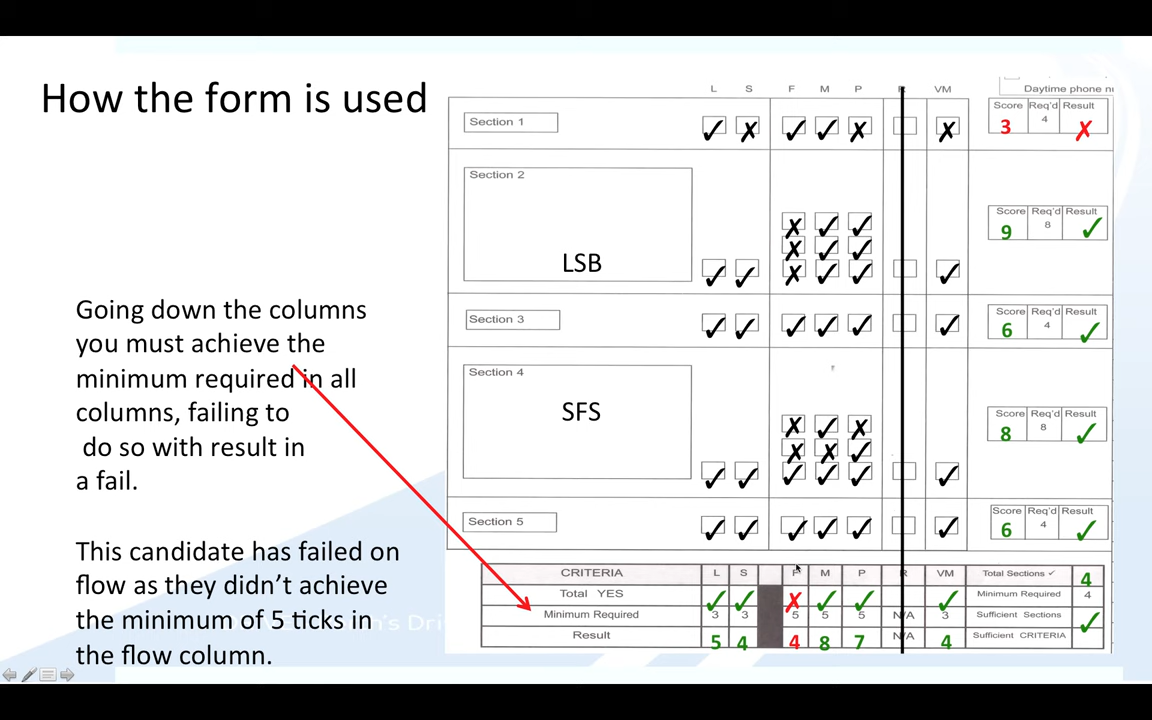 How the form is used
L S F M P R VM
Daytime phone nu
Section 1
✓ ✗ ✓ ✓ ✗ ✗
Score Req'd Result
3 4 ✗
Section 2
LSB
✗ ✓ ✓
✗ ✓ ✓
✓ ✓ ✗ ✓ ✓ ✓
Score Req'd Result
9 8 ✓
Section 3
✓ ✓ ✓ ✓ ✓ ✓
Score Req'd Result
6 4 ✓
Section 4
SFS
✗ ✓ ✗
✗ ✗ ✓
✓ ✓ ✓ ✓ ✓ ✓
Score Req'd Result
8 8 ✓
Section 5
✓ ✓ ✓ ✓ ✓ ✓
Score Req'd Result
6 4 ✓
Going down the columns
you must achieve the
minimum required in all
columns, failing to
do so with result in
a fail.
This candidate has failed on
flow as they didn't achieve
the minimum of 5 ticks in
the flow column.
CRITERIA L S F M P R VM Total Sections ✓ 4
Total YES ✓ ✓ ✗ ✓ ✓ ✓ Minimum Required 4
Minimum Required 3 3 5 5 5 N/A 3 Sufficient Sections ✓
Result 5 4 4 8 7 N/A 4 Sufficient CRITERIA